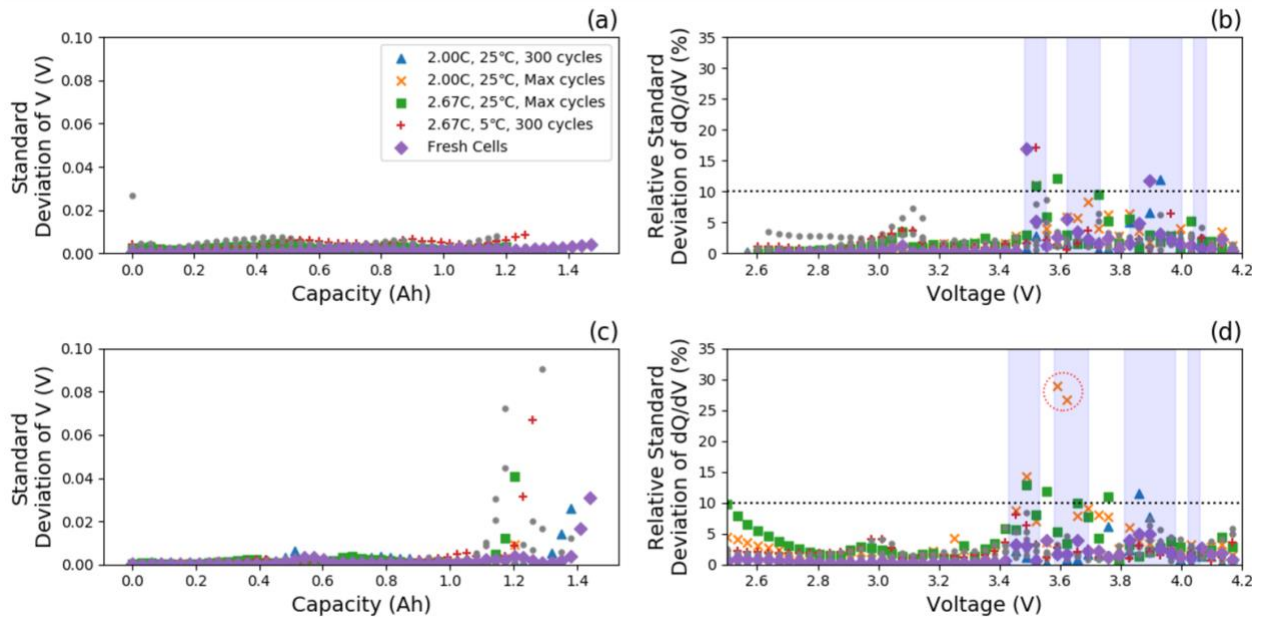 (a)
Standard
Deviation of V (V)
0.10
0.08
0.06
0.04
0.02
0.00
2.00C, 25℃, 300 cycles
2.00C, 25℃, Max cycles
2.67C, 25℃, Max cycles
2.67C, 5℃, 300 cycles
Fresh Cells
0.0 0.2 0.4 0.6 0.8 1.0 1.2 1.4
Capacity (Ah)
(b)
Relative Standard
Deviation of dQ/dV (%)
35
30
25
20
15
10
5
0
2.6 2.8 3.0 3.2 3.4 3.6 3.8 4.0 4.2
Voltage (V)
(c)
Standard
Deviation of V (V)
0.10
0.08
0.06
0.04
0.02
0.00
0.0 0.2 0.4 0.6 0.8 1.0 1.2 1.4
Capacity (Ah)
(d)
Relative Standard
Deviation of dQ/dV (%)
35
30
25
20
15
10
5
0
2.6 2.8 3.0 3.2 3.4 3.6 3.8 4.0 4.2
Voltage (V)